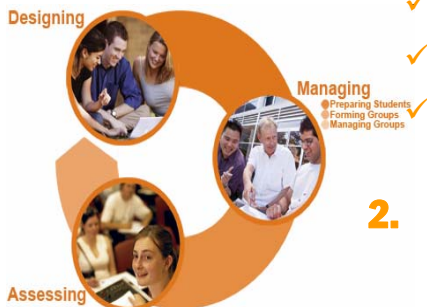 Designing
Managing
Preparing Students
Forming Groups
Managing Groups
2.
Assessing